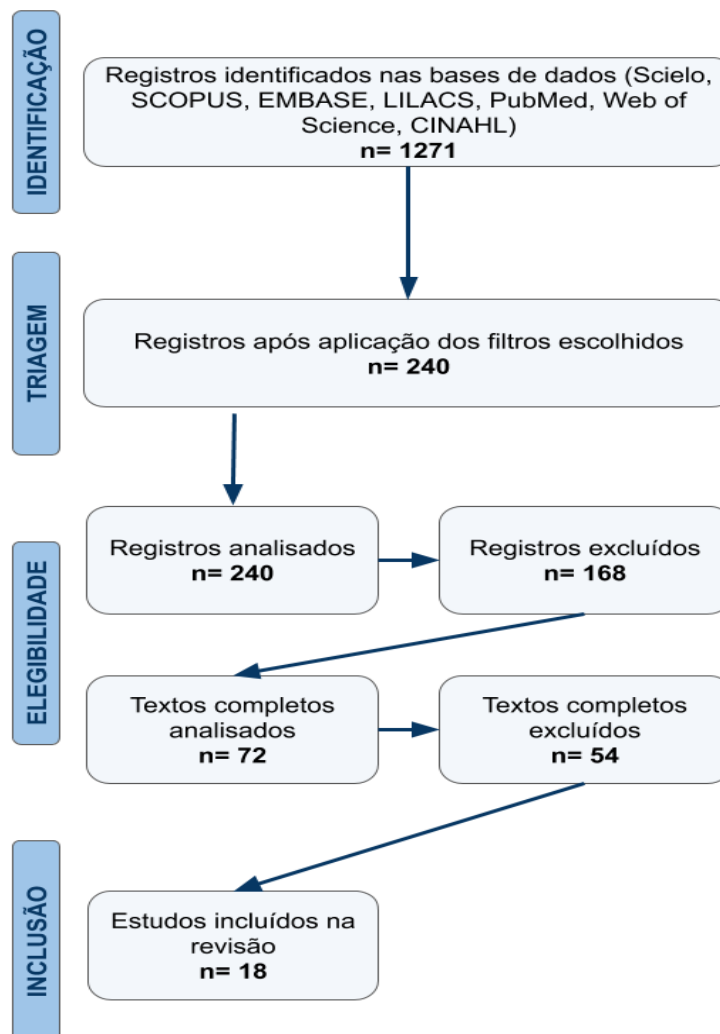 IDENTIFICAÇÃO
Registros identificados nas bases de dados (Scielo,
SCOPUS, EMBASE, LILACS, PubMed, Web of
Science, CINAHL)
n= 1271
TRIAGEM
Registros após aplicação dos filtros escolhidos
n= 240
ELEGIBILIDADE
Registros analisados
n= 240
Registros excluídos
n= 168
Textos completos
analisados
n= 72
Textos completos
excluídos
n= 54
INCLUSÃO
Estudos incluídos na
revisão
n= 18